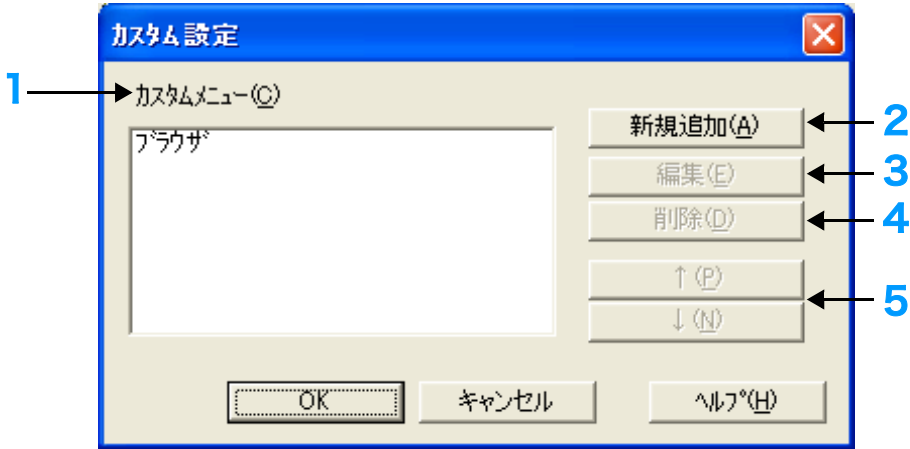 カスタム設定
1
カスタムメニュー(C)
ブラウザ
新規追加(A)
2
編集(E)
3
削除(D)
4
↑(P)
5
↓(N)
OK
キャンセル
ヘルプ(H)